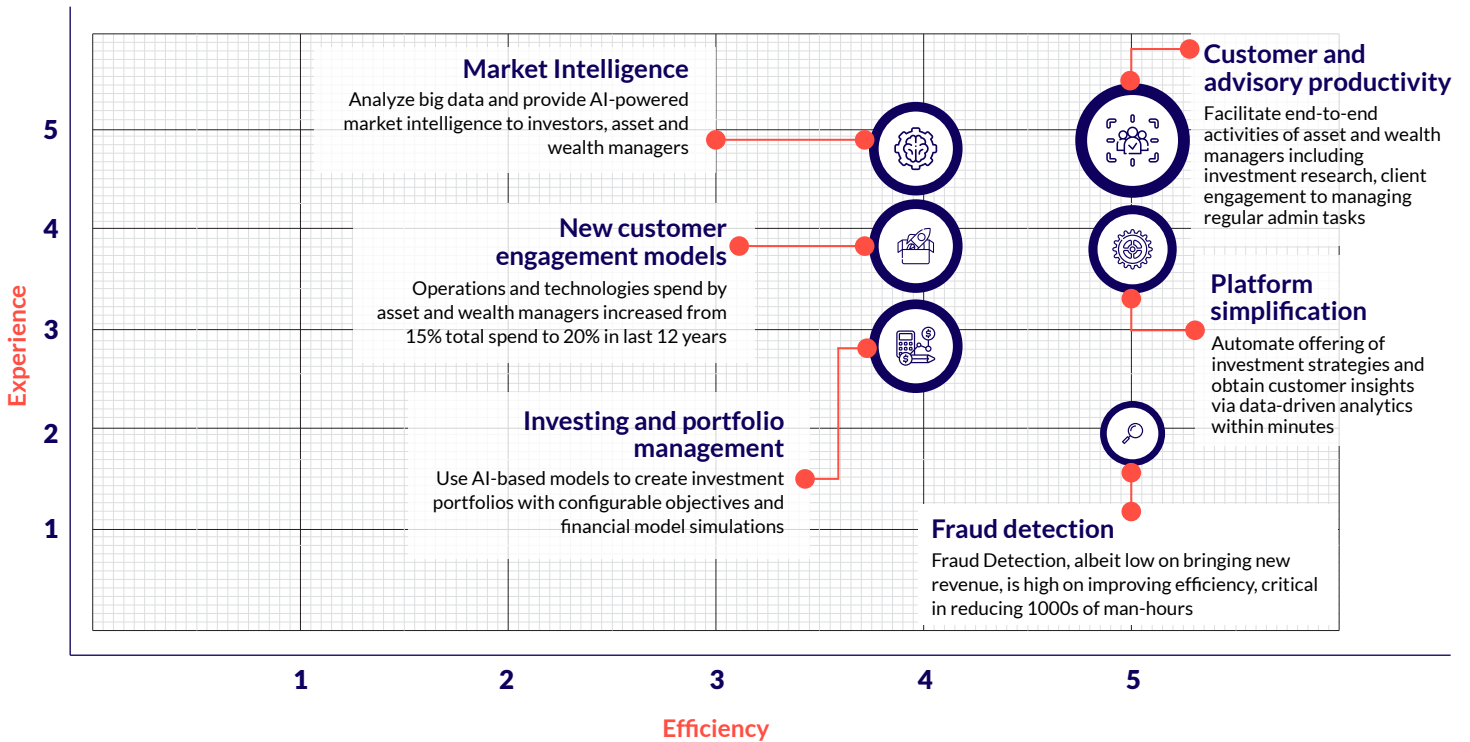 Market Intelligence
Analyze big data and provide AI-powered
market intelligence to investors, asset and
wealth managers
Customer and
advisory productivity
Facilitate end-to-end
activities of asset and wealth
managers including
investment research, client
engagement to managing
regular admin tasks
New customer
engagement models
Operations and technologies spend by
asset and wealth managers increased from
15% total spend to 20% in last 12 years
Platform
simplification
Automate offering of
investment strategies and
obtain customer insights
via data-driven analytics
within minutes
Investing and portfolio
management
Use AI-based models to create investment
portfolios with configurable objectives and
financial model simulations
Fraud detection
Fraud Detection, albeit low on bringing new
revenue, is high on improving efficiency, critical
in reducing 1000s of man-hours
Experience
5
4
3
2
1
1
2
3
4
5
Efficiency
$
$